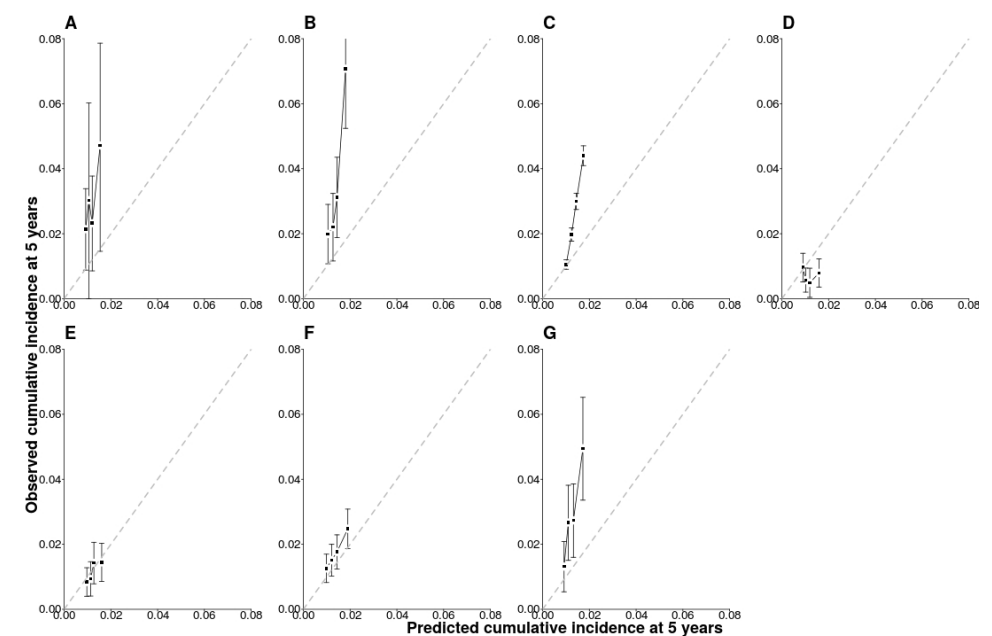 A B C D
0.08 0.08 0.08 0.08
0.06 0.06 0.06 0.06
0.04 0.04 0.04 0.04
0.02 0.02 0.02 0.02
0.00 0.00 0.00 0.00
0.00 0.02 0.04 0.06 0.08 0.00 0.02 0.04 0.06 0.08 0.00 0.02 0.04 0.06 0.08 0.00 0.02 0.04 0.06 0.08
Observed cumulative incidence at 5 years
E F G
0.08 0.08 0.08
0.06 0.06 0.06
0.04 0.04 0.04
0.02 0.02 0.02
0.00 0.00 0.00
0.00 0.02 0.04 0.06 0.08 0.00 0.02 0.04 0.06 0.08 0.00 0.02 0.04 0.06 0.08
Predicted cumulative incidence at 5 years